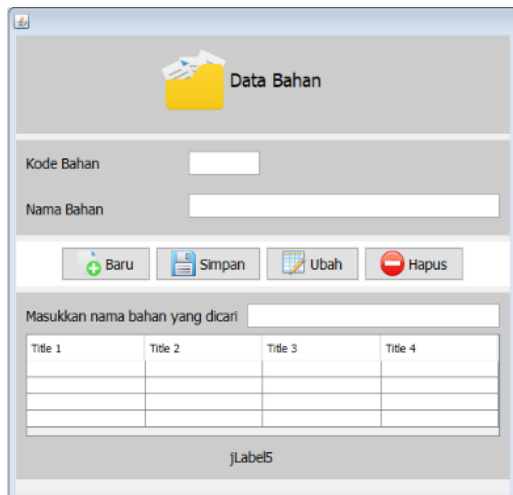 Data Bahan
Kode Bahan
Nama Bahan
Baru Simpan Ubah Hapus
Masukkan nama bahan yang dicari
Title 1 Title 2 Title 3 Title 4
jLabel5